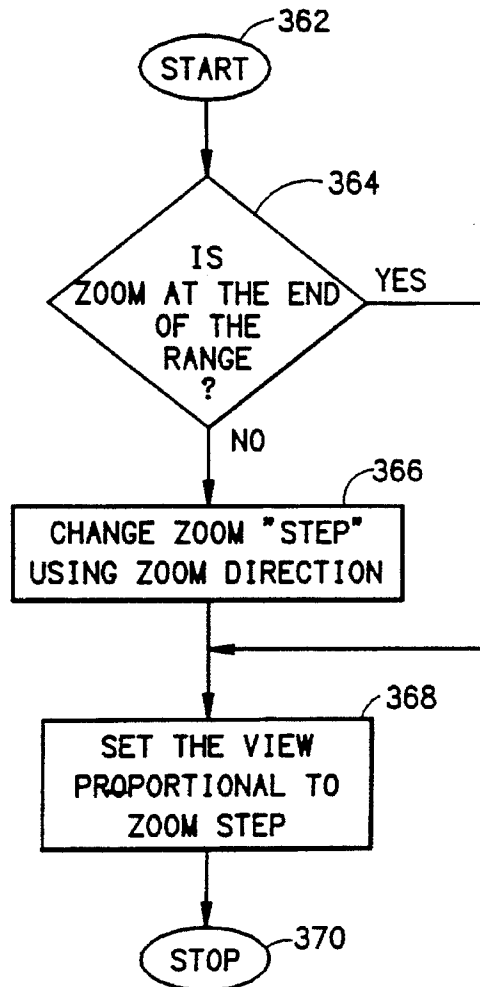 362
START
364
IS
ZOOM AT THE END
OF THE
RANGE
?
YES
NO
366
CHANGE ZOOM "STEP"
USING ZOOM DIRECTION
368
SET THE VIEW
PROPORTIONAL TO
ZOOM STEP
STOP
370